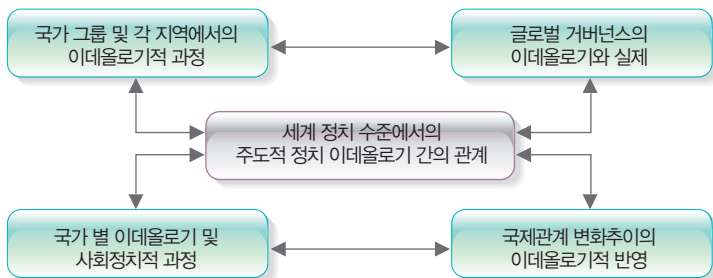 국가 그룹 및 각 지역에서의
이데올로기적 과정
글로벌 거버넌스의
이데올로기와 실제
세계 정치 수준에서의
주도적 정치 이데올로기 간의 관계
국가 별 이데올로기 및
사회정치적 과정
국제관계 변화추이의
이데올로기적 반영